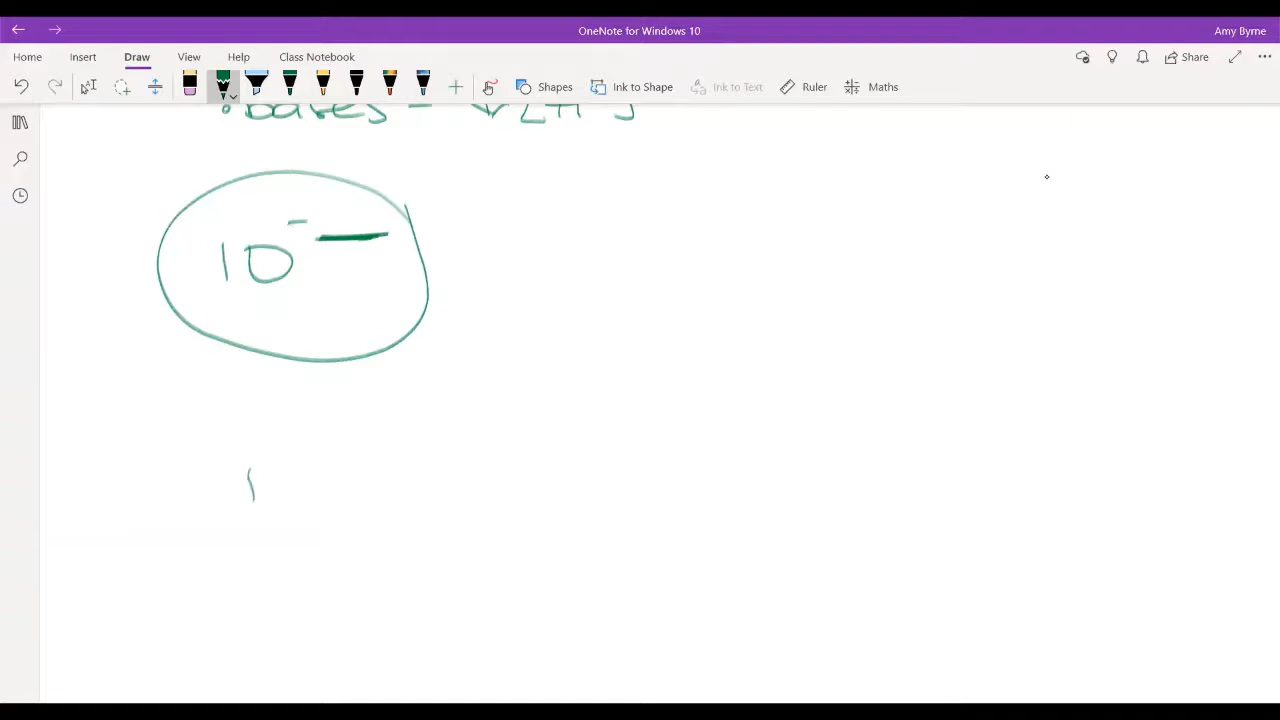 OneNote for Windows 10
Amy Byrne
Home Insert Draw View Help Class Notebook
Share
Shapes Ink to Shape Ink to Text Ruler Maths
10⁻
1